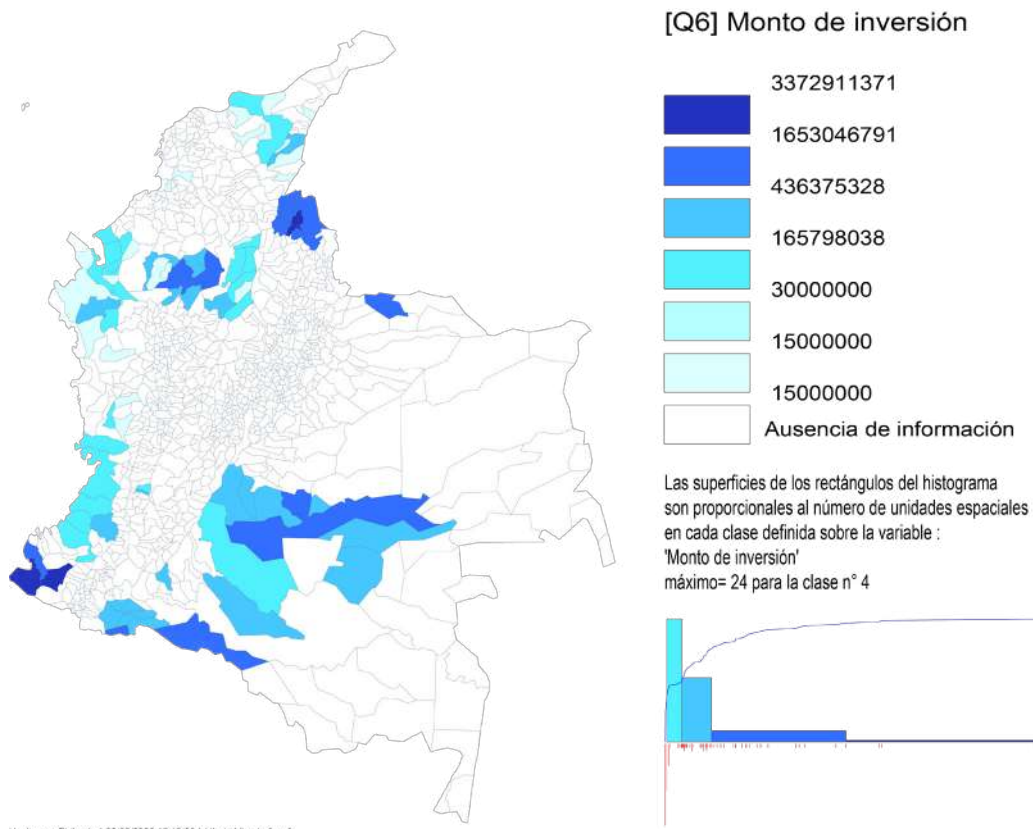 [Q6] Monto de inversión
3372911371
1653046791
436375328
165798038
30000000
15000000
15000000
Ausencia de información
Las superficies de los rectángulos del histograma
son proporcionales al número de unidades espaciales
en cada clase definida sobre la variable :
'Monto de inversión'
máximo= 24 para la clase n° 4